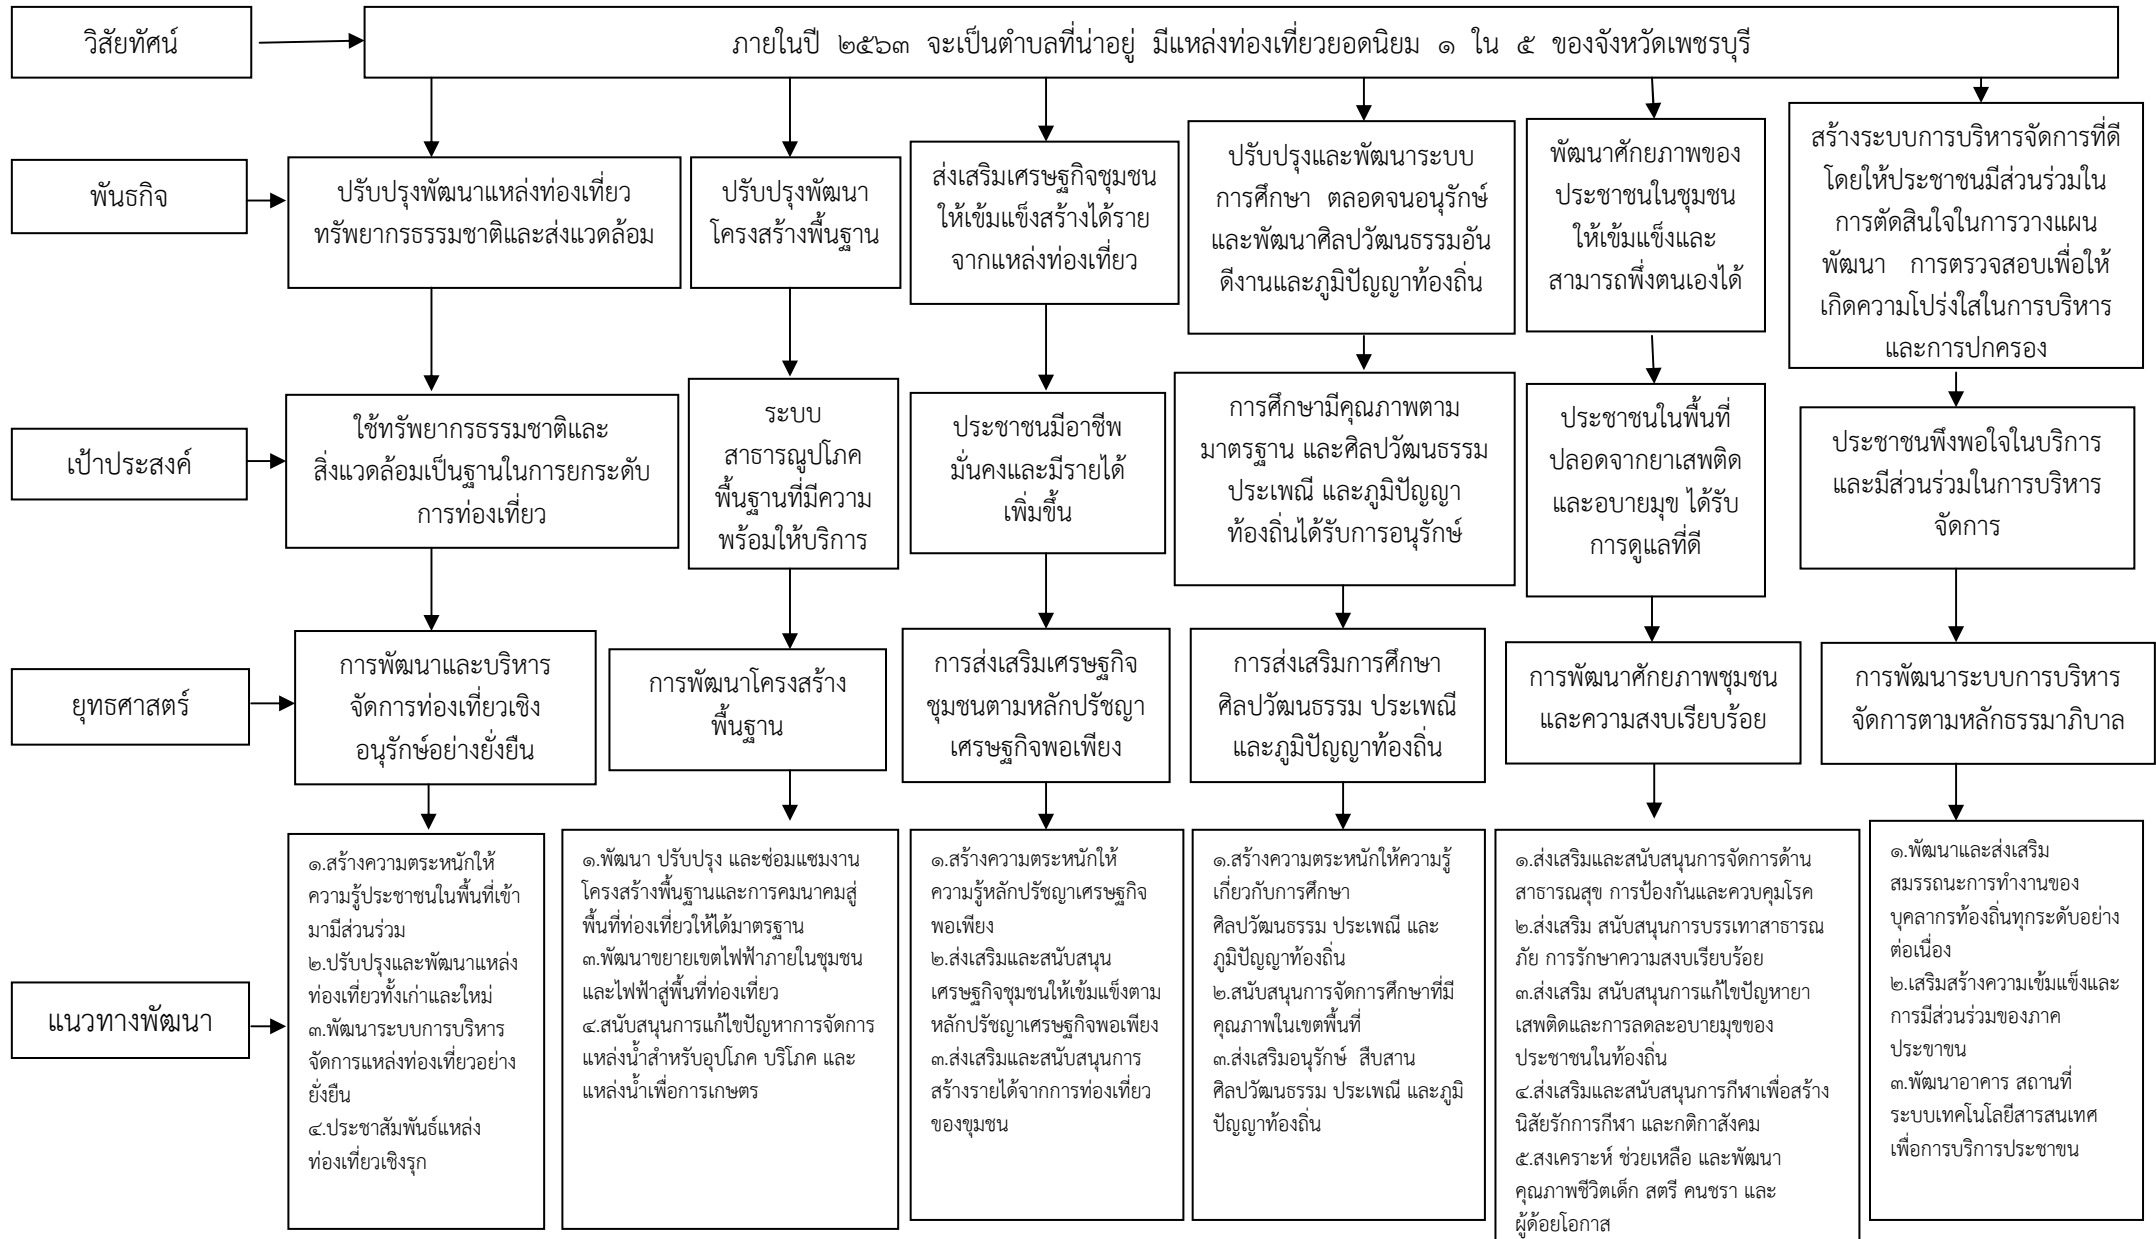 วิสัยทัศน์
ภายในปี ๒๕๖๓ จะเป็นตำบลที่น่าอยู่ มีแหล่งท่องเที่ยวยอดนิยม ๑ ใน ๕ ของจังหวัดเพชรบุรี
พันธกิจ
ปรับปรุงพัฒนาแหล่งท่องเที่ยว
ทรัพยากรธรรมชาติและส่งแวดล้อม
ปรับปรุงพัฒนา
โครงสร้างพื้นฐาน
ส่งเสริมเศรษฐกิจชุมชน
ให้เข้มแข็งสร้างได้ราย
จากแหล่งท่องเที่ยว
ปรับปรุงและพัฒนาระบบ
การศึกษา ตลอดจนอนุรักษ์
และพัฒนาศิลปวัฒนธรรมอัน
ดีงานและภูมิปัญญาท้องถิ่น
พัฒนาศักยภาพของ
ประชาชนในชุมชน
ให้เข้มแข็งและ
สามารถพึ่งตนเองได้
สร้างระบบการบริหารจัดการที่ดี
โดยให้ประชาชนมีส่วนร่วมใน
การตัดสินใจในการวางแผน
พัฒนา การตรวจสอบเพื่อให้
เกิดความโปร่งใสในการบริหาร
และการปกครอง
เป้าประสงค์
ใช้ทรัพยากรธรรมชาติและ
สิ่งแวดล้อมเป็นฐานในการยกระดับ
การท่องเที่ยว
ระบบ
สาธารณูปโภค
พื้นฐานที่มีความ
พร้อมให้บริการ
ประชาชนมีอาชีพ
มั่นคงและมีรายได้
เพิ่มขึ้น
การศึกษามีคุณภาพตาม
มาตรฐาน และศิลปวัฒนธรรม
ประเพณี และภูมิปัญญา
ท้องถิ่นได้รับการอนุรักษ์
ประชาชนในพื้นที่
ปลอดจากยาเสพติด
และอบายมุข ได้รับ
การดูแลที่ดี
ประชาชนพึงพอใจในบริการ
และมีส่วนร่วมในการบริหาร
จัดการ
ยุทธศาสตร์
การพัฒนาและบริหาร
จัดการท่องเที่ยวเชิง
อนุรักษ์อย่างยั่งยืน
การพัฒนาโครงสร้าง
พื้นฐาน
การส่งเสริมเศรษฐกิจ
ชุมชนตามหลักปรัชญา
เศรษฐกิจพอเพียง
การส่งเสริมการศึกษา
ศิลปวัฒนธรรม ประเพณี
และภูมิปัญญาท้องถิ่น
การพัฒนาศักยภาพชุมชน
และความสงบเรียบร้อย
การพัฒนาระบบการบริหาร
จัดการตามหลักธรรมาภิบาล
แนวทางพัฒนา
๑.สร้างความตระหนักให้
ความรู้ประชาชนในพื้นที่เข้า
มามีส่วนร่วม
๒.ปรับปรุงและพัฒนาแหล่ง
ท่องเที่ยวทั้งเก่าและใหม่
๓.พัฒนาระบบการบริหาร
จัดการแหล่งท่องเที่ยวอย่าง
ยั่งยืน
๔.ประชาสัมพันธ์แหล่ง
ท่องเที่ยวเชิงรุก
๑.พัฒนา ปรับปรุง และซ่อมแซมงาน
โครงสร้างพื้นฐานและการคมนาคมสู่
พื้นที่ท่องเที่ยวให้ได้มาตรฐาน
๓.พัฒนาขยายเขตไฟฟ้าภายในชุมชน
และไฟฟ้าสู่พื้นที่ท่องเที่ยว
๔.สนับสนุนการแก้ไขปัญหาการจัดการ
แหล่งน้ำสำหรับอุปโภค บริโภค และ
แหล่งน้ำเพื่อการเกษตร
๑.สร้างความตระหนักให้
ความรู้หลักปรัชญาเศรษฐกิจ
พอเพียง
๒.ส่งเสริมและสนับสนุน
เศรษฐกิจชุมชนให้เข้มแข็งตาม
หลักปรัชญาเศรษฐกิจพอเพียง
๓.ส่งเสริมและสนับสนุนการ
สร้างรายได้จากการท่องเที่ยว
ของขุมชน
๑.สร้างความตระหนักให้ความรู้
เกี่ยวกับการศึกษา
ศิลปวัฒนธรรม ประเพณี และ
ภูมิปัญญาท้องถิ่น
๒.สนับสนุนการจัดการศึกษาที่มี
คุณภาพในเขตพื้นที่
๓.ส่งเสริมอนุรักษ์ สืบสาน
ศิลปวัฒนธรรม ประเพณี และภูมิ
ปัญญาท้องถิ่น
๑.ส่งเสริมและสนับสนุนการจัดการด้าน
สาธารณสุข การป้องกันและควบคุมโรค
๒.ส่งเสริม สนับสนุนการบรรเทาสาธารณ
ภัย การรักษาความสงบเรียบร้อย
๓.ส่งเสริม สนับสนุนการแก้ไขปัญหายา
เสพติดและการลดละอบายมุขของ
ประชาชนในท้องถิ่น
๔.ส่งเสริมและสนับสนุนการกีฬาเพื่อสร้าง
นิสัยรักการกีฬา และกติกาสังคม
๕.สงเคราะห์ ช่วยเหลือ และพัฒนา
คุณภาพชีวิตเด็ก สตรี คนชรา และ
ผู้ด้อยโอกาส
๑.พัฒนาและส่งเสริม
สมรรถนะการทำงานของ
บุคลากรท้องถิ่นทุกระดับอย่าง
ต่อเนื่อง
๒.เสริมสร้างความเข้มแข็งและ
การมีส่วนร่วมของภาค
ประขาขน
๓.พัฒนาอาคาร สถานที่
ระบบเทคโนโลยีสารสนเทศ
เพื่อการบริการประชาขน